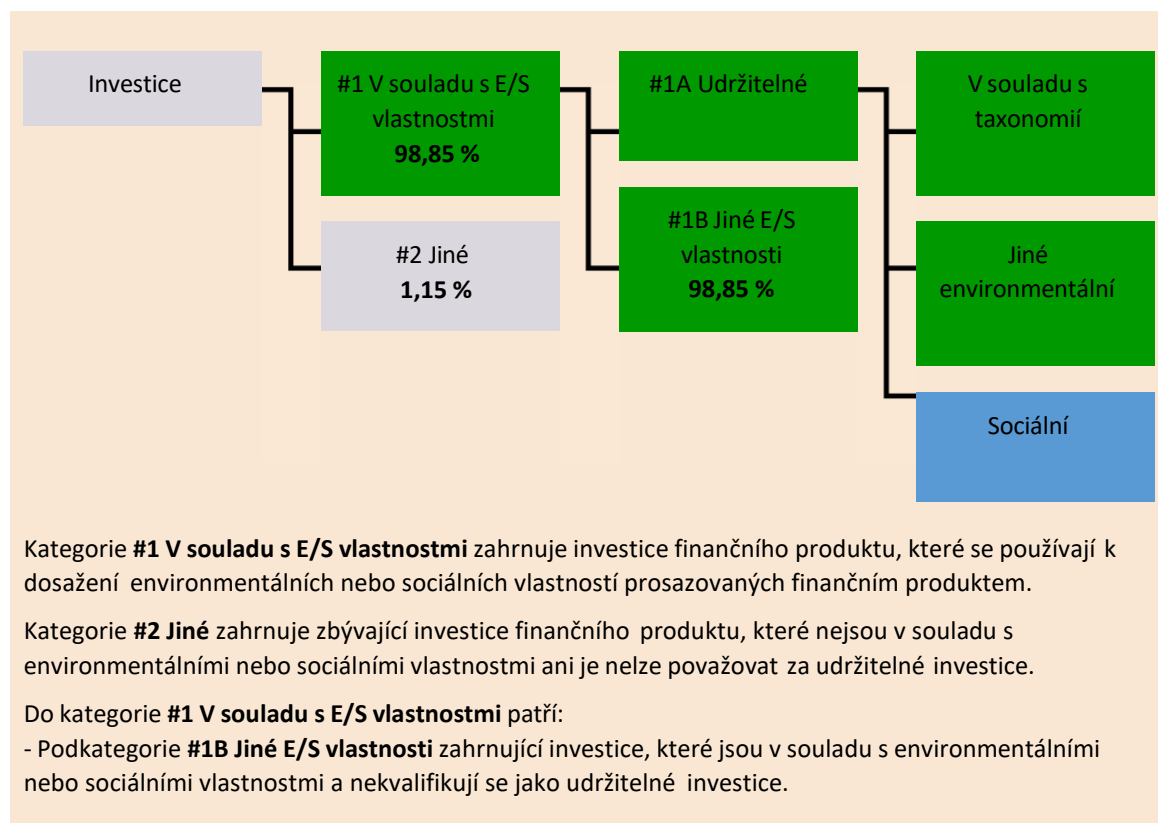 Investice
#1 V souladu s E/S
vlastnostmi
98,85 %
#2 Jiné
1,15 %
#1A Udržitelné
#1B Jiné E/S
vlastnosti
98,85 %
V souladu s
taxonomií
Jiné
environmentální
Sociální
Kategorie #1 V souladu s E/S vlastnostmi zahrnuje investice finančního produktu, které se používají k
dosažení environmentálních nebo sociálních vlastností prosazovaných finančním produktem.
Kategorie #2 Jiné zahrnuje zbývající investice finančního produktu, které nejsou v souladu s
environmentálními nebo sociálními vlastnostmi ani je nelze považovat za udržitelné investice.
Do kategorie #1 V souladu s E/S vlastnostmi patří:
- Podkategorie #1B Jiné E/S vlastnosti zahrnující investice, které jsou v souladu s environmentálními
nebo sociálními vlastnostmi a nekvalifikují se jako udržitelné investice.